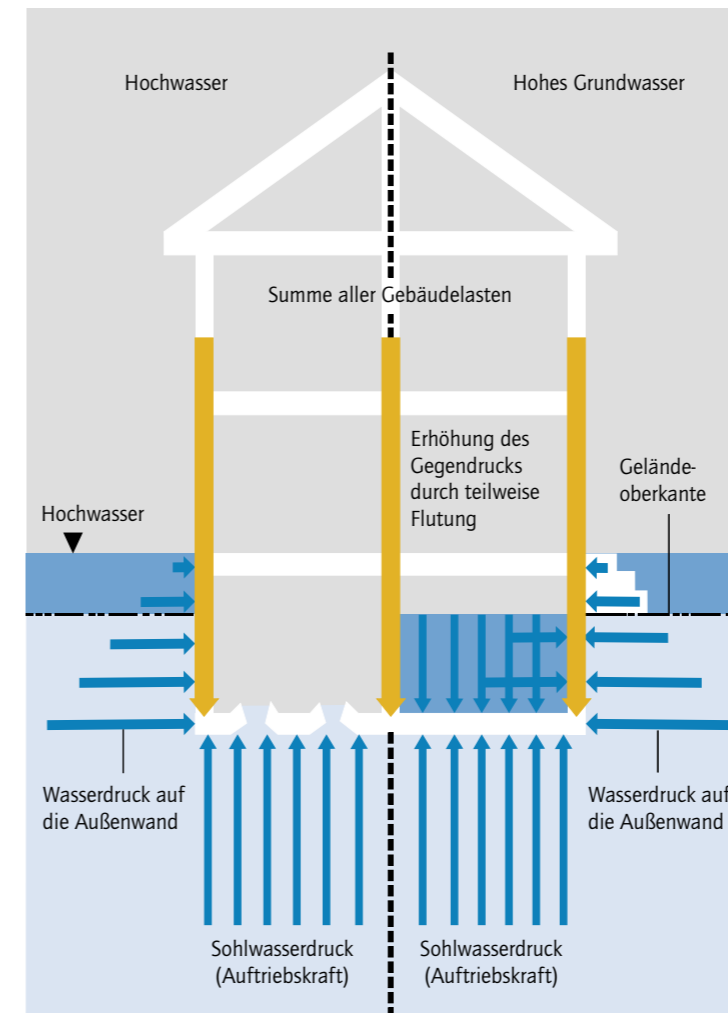 Hochwasser
Hohes Grundwasser
Summe aller Gebäudelasten
Erhöhung des
Gegendrucks
durch teilweise
Flutung
Gelände-
oberkante
Hochwasser
Wasserdruck auf
die Außenwand
Wasserdruck auf
die Außenwand
Sohlwasserdruck
(Auftriebskraft)
Sohlwasserdruck
(Auftriebskraft)